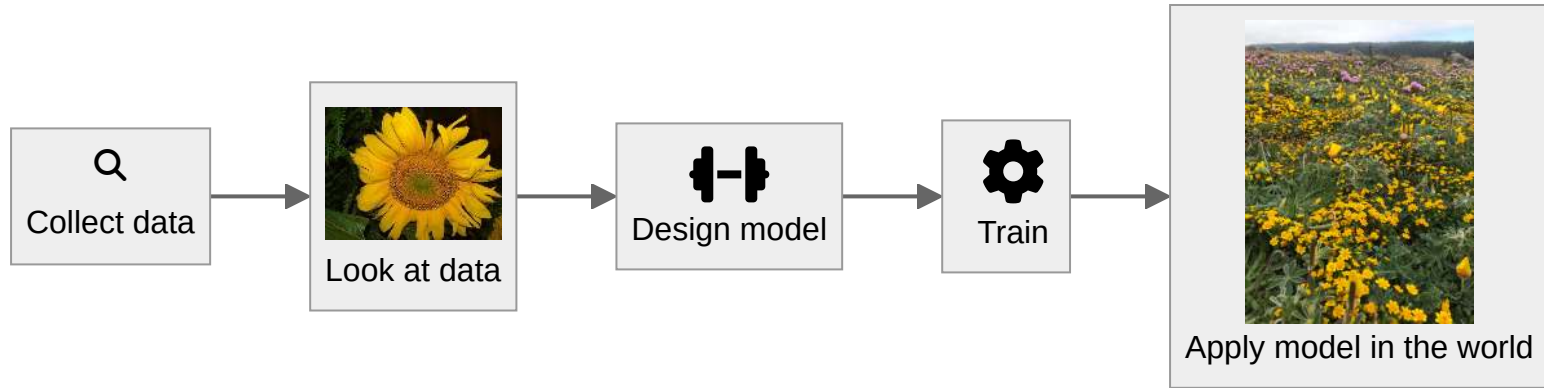 Collect data
Look at data
Design model
Train
Apply model in the world